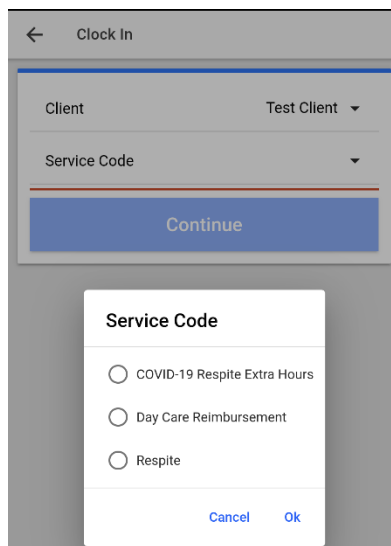 Clock In
Client Test Client
Service Code
Continue
Service Code
COVID-19 Respite Extra Hours
Day Care Reimbursement
Respite
Cancel Ok